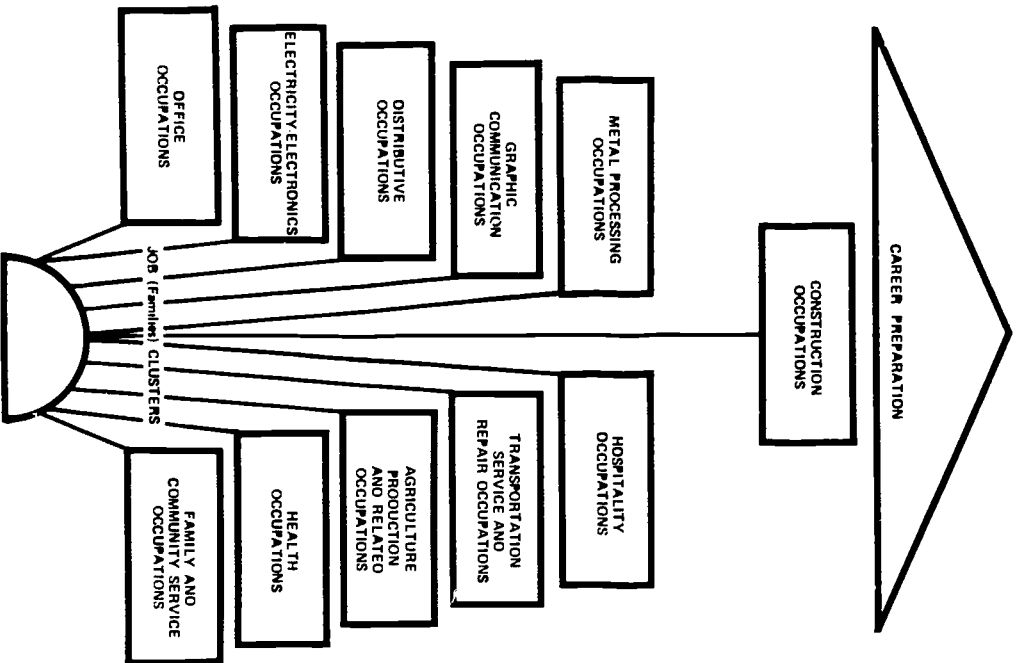 CAREER PREPARATION
CONSTRUCTION
OCCUPATIONS
METAL PROCESSING
OCCUPATIONS
HOSPITALITY
OCCUPATIONS
GRAPHIC
COMMUNICATION
OCCUPATIONS
TRANSPORTATION
SERVICE AND
REPAIR OCCUPATIONS
DISTRIBUTIVE
OCCUPATIONS
AGRICULTURE
PRODUCTION
AND RELATED
OCCUPATIONS
ELECTRICITY-ELECTRONICS
OCCUPATIONS
HEALTH
OCCUPATIONS
OFFICE
OCCUPATIONS
FAMILY AND
COMMUNITY SERVICE
OCCUPATIONS
JOB (Families) CLUSTERS